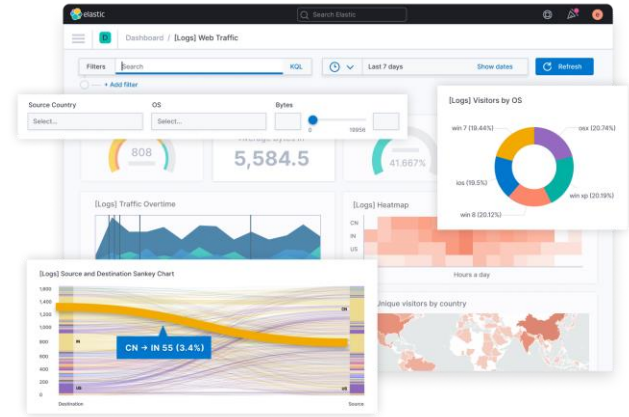 elastic
Search Elastic
e
D
Dashboard / [Logs] Web Traffic
Filters
Search
KQL
Last 7 days
Show dates
Refresh
+ Add filter
Source Country
OS
Bytes
Select...
Select...
0
[Logs] Visitors by OS
win 7 (19.44%)
osx (20.74%)
ios (19.5%)
win xp (20.19%)
win 8 (20.12%)
808
5,584.5
41.667%
[Logs] Traffic Overtime
[Logs] Heatmap
CN
IN
US
Hours a day
[Logs] Source and Destination Sankey Chart
1,600
1,400
1,200
1,000
800
600
400
200
0
IN
US
CN
US
CN → IN 55 (3.4%)
Destination
Source
Unique visitors by country